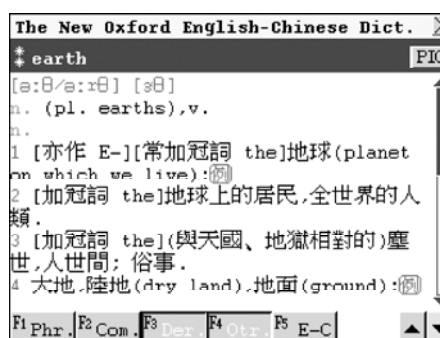 The New Oxford English-Chinese Dict.
earth PIC
[ə:θ/ə:rθ] [ɜθ]
n. (pl. earths),v.
n.
1 [亦作 E-][常加冠詞 the]地球(planet
on which we live):例
2 [加冠詞 the]地球上的居民,全世界的人
類.
3 [加冠詞 the](與天國、地獄相對的)塵
世,人世間; 俗事.
4 大地,陸地(dry land),地面(ground):例
F1 Phr. F2 Com. F3 Der. F4 Otr. F5 E-C